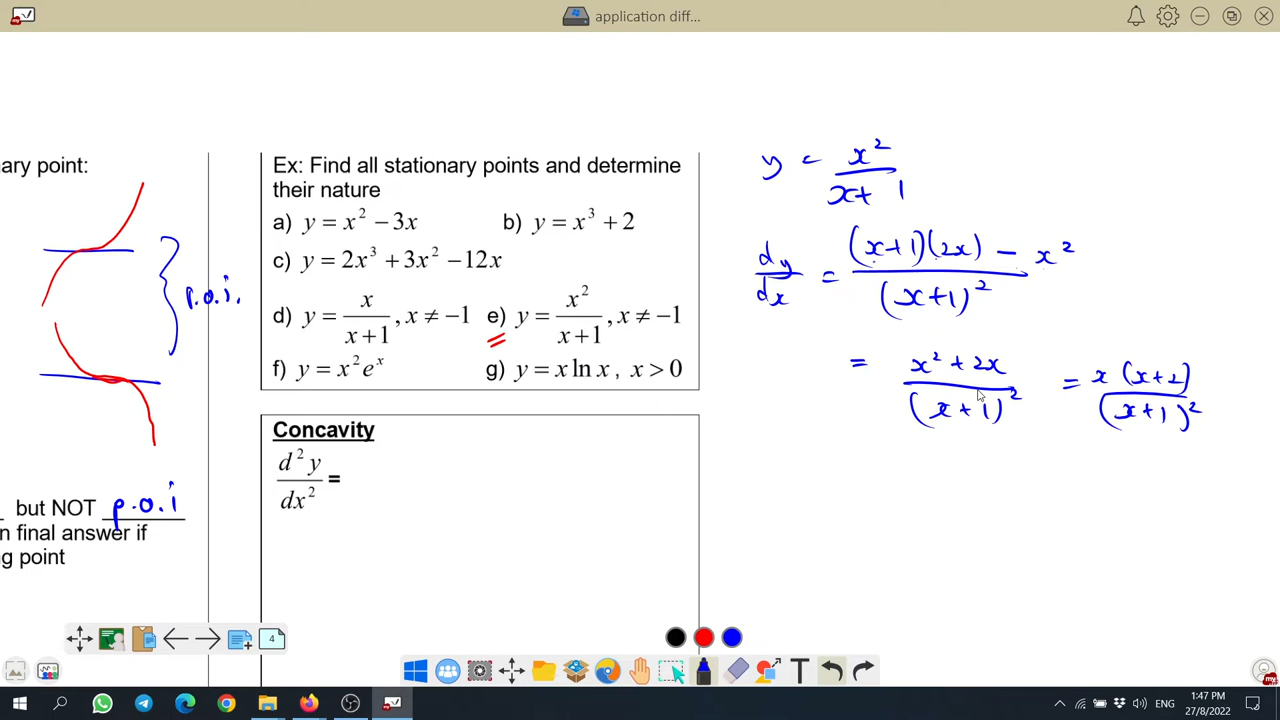 application diff...
ary point:
p.o.i.
but NOT p.o.i
n final answer if
ng point
Ex: Find all stationary points and determine
their nature
a) y = x² − 3x b) y = x³ + 2
c) y = 2x³ + 3x² − 12x
d) y = x/(x+1), x ≠ −1 e) y = x²/(x+1), x ≠ −1
f) y = x²eˣ g) y = x ln x, x > 0
Concavity
d²y/dx² =
y = x²/(x+1)
dy/dx = ((x+1)(2x) − x²)/(x+1)²
= (x² + 2x)/(x+1)² = x(x+2)/(x+1)²
4
T
ENG
1:47 PM
27/8/2022